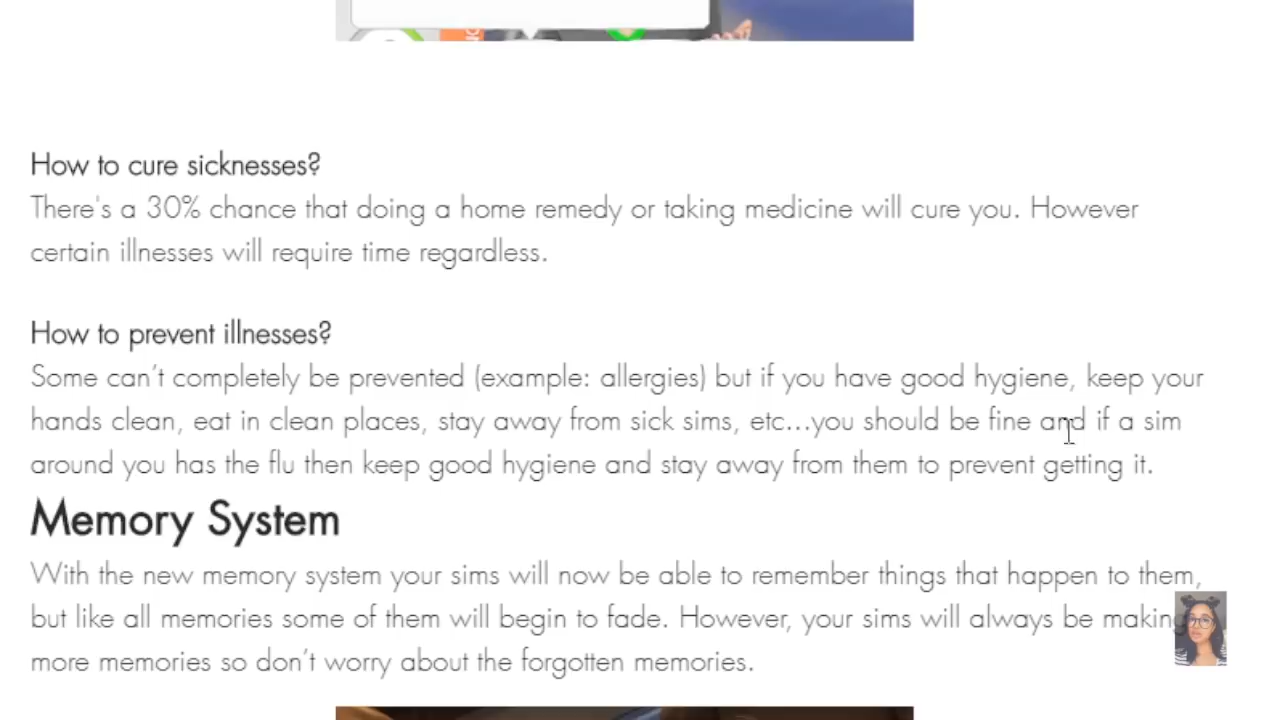 How to cure sicknesses?
There's a 30% chance that doing a home remedy or taking medicine will cure you. However
certain illnesses will require time regardless.
How to prevent illnesses?
Some can't completely be prevented (example: allergies) but if you have good hygiene, keep your
hands clean, eat in clean places, stay away from sick sims, etc...you should be fine and if a sim
around you has the flu then keep good hygiene and stay away from them to prevent getting it.
Memory System
With the new memory system your sims will now be able to remember things that happen to them,
but like all memories some of them will begin to fade. However, your sims will always be making
more memories so don't worry about the forgotten memories.